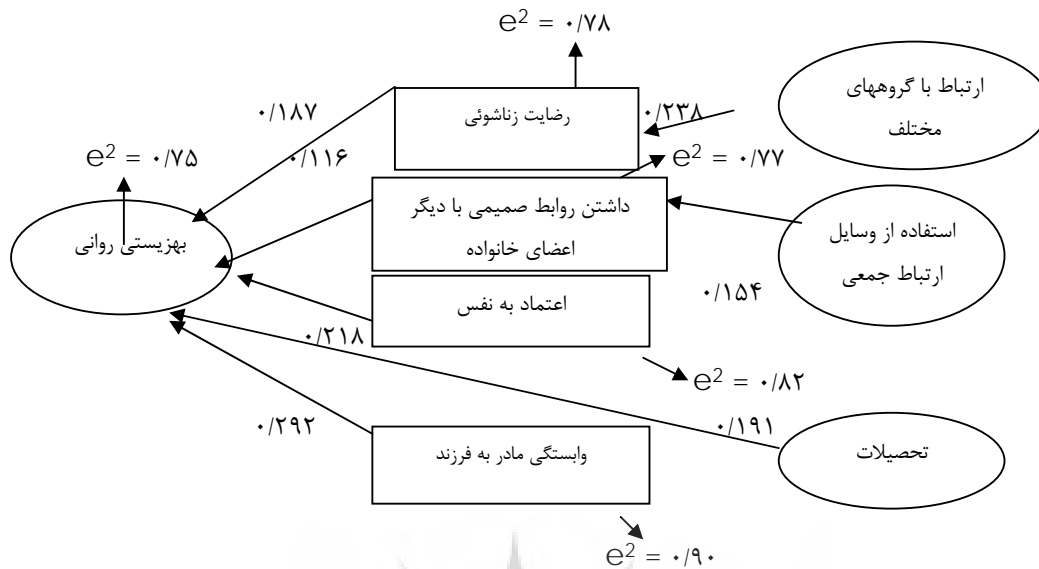 e² = ۰/۷۸
ارتباط با گروههای
مختلف
۰/۲۳۸
رضایت زناشوئی
۰/۱۸۷
e² = ۰/۷۷
۰/۱۱۶
e² = ۰/۷۵
داشتن روابط صمیمی با دیگر
اعضای خانواده
استفاده از وسایل
ارتباط جمعی
بهزیستی روانی
۰/۱۵۴
اعتماد به نفس
۰/۲۱۸
e² = ۰/۸۲
۰/۱۹۱
۰/۲۹۲
تحصیلات
وابستگی مادر به فرزند
e² = ۰/۹۰